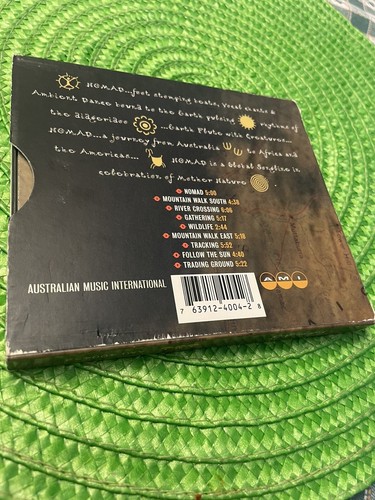 NOMAD...foot stomping beats, vocal chants &
Ambient Dance bound to the Earth pulsing rhythms of
the Didgeridoo ...Earth Flute with Creatures...
NOMAD...a journey from Australia to Africa and
the Americas... NOMAD is a Global Songline in
celebration of Mother Nature
NOMAD 5:00
MOUNTAIN WALK SOUTH 4:38
RIVER CROSSING 6:06
GATHERING 5:17
WILDLIFE 2:44
MOUNTAIN WALK EAST 5:18
TRACKING 5:52
FOLLOW THE SUN 4:40
TRADING GROUND 5:22
AUSTRALIAN MUSIC INTERNATIONAL
AMI
7 63912-4004-2 8